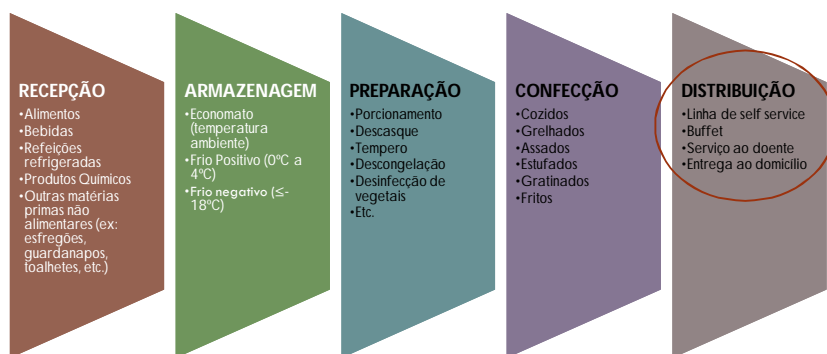 RECEPÇÃO
•Alimentos
•Bebidas
•Refeições
refrigeradas
•Produtos Químicos
•Outras matérias
primas não
alimentares (ex:
esfregões,
guardanapos,
toalhetes, etc.)
ARMAZENAGEM
•Economato
(temperatura
ambiente)
•Frio Positivo (0ºC a
4ºC)
•Frio negativo (≤-
18ºC)
PREPARAÇÃO
•Porcionamento
•Descasque
•Tempero
•Descongelação
•Desinfecção de
vegetais
•Etc.
CONFECÇÃO
•Cozidos
•Grelhados
•Assados
•Estufados
•Gratinados
•Fritos
DISTRIBUIÇÃO
•Linha de self service
•Buffet
•Serviço ao doente
•Entrega ao domicílio